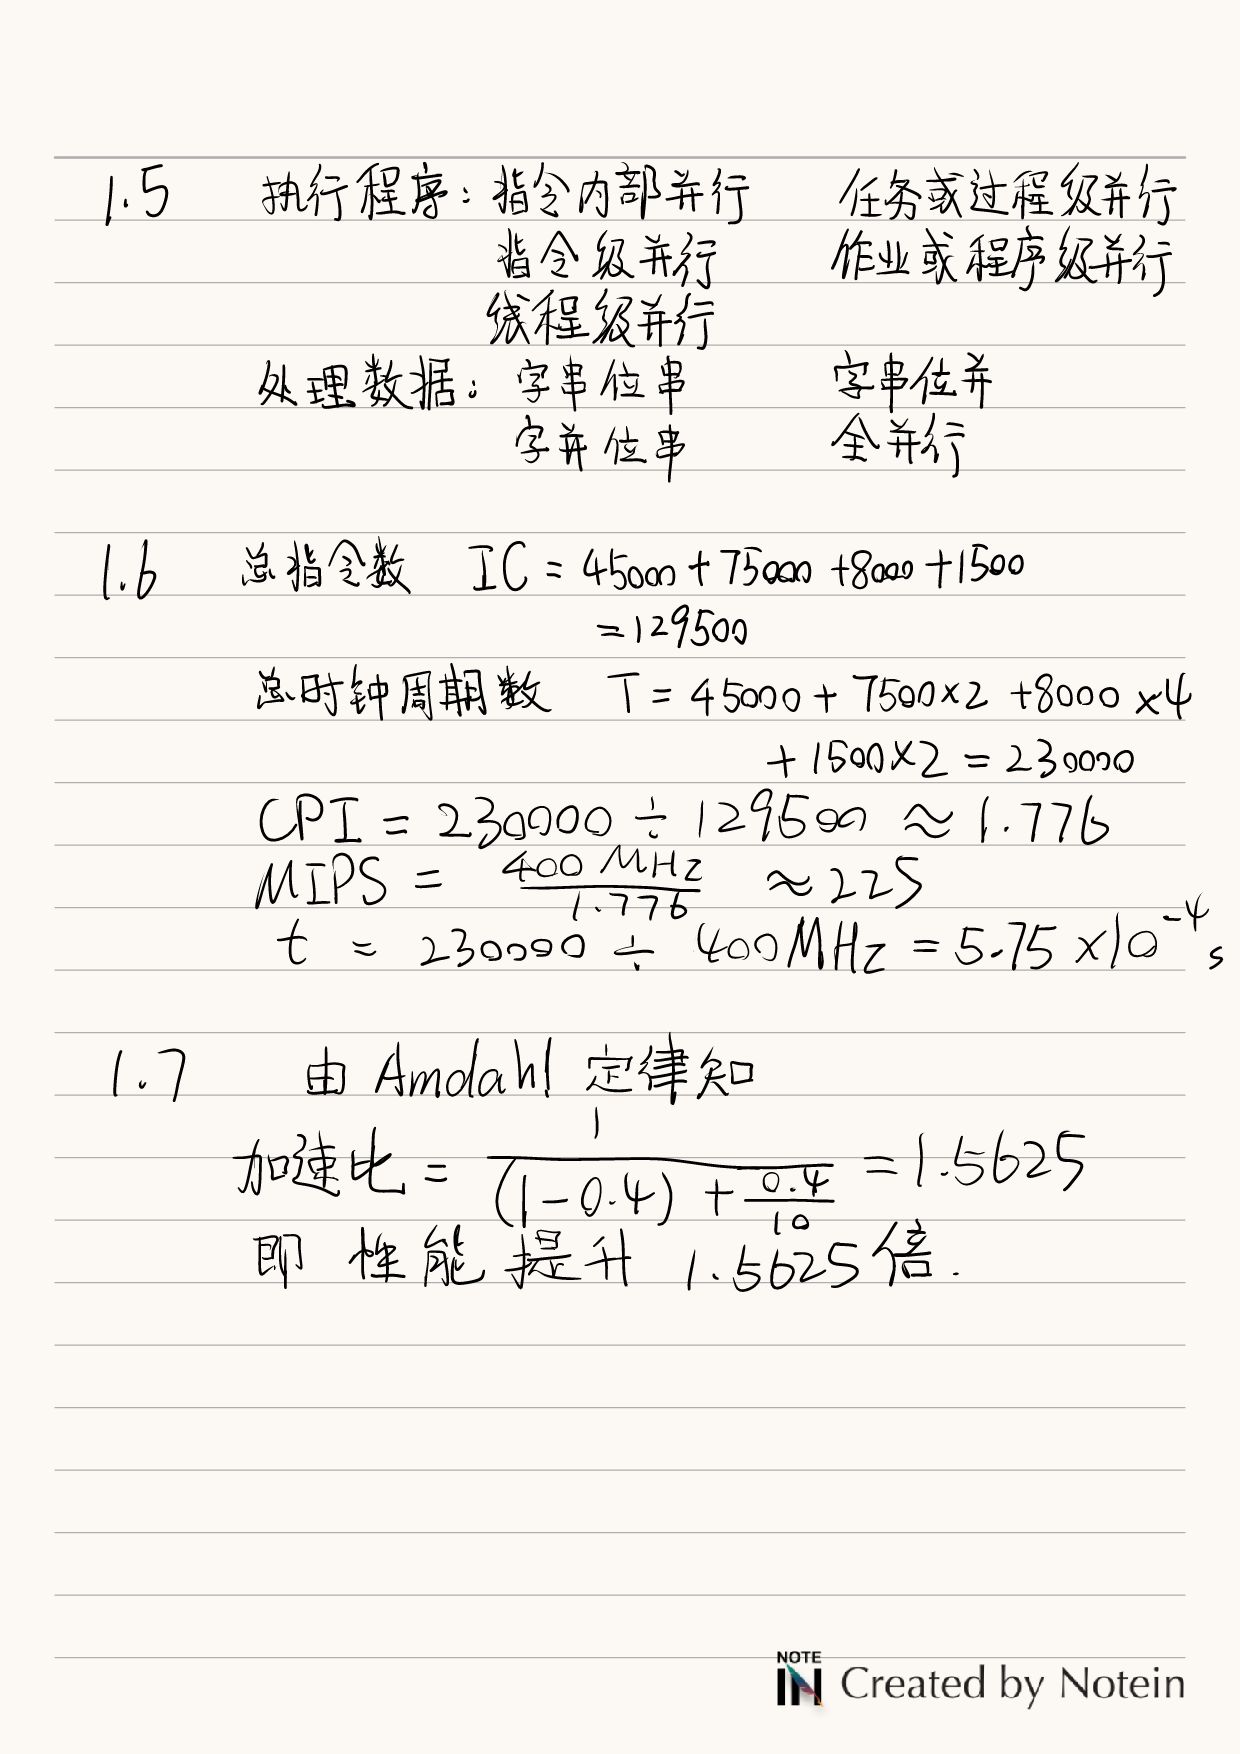 1.5 执行程序：指令内部并行 任务或过程级并行
指令级并行 作业或程序级并行
线程级并行
处理数据：字串位串 字串位并
字并位串 全并行
1.6 总指令数 IC = 45000 + 75000 + 8000 + 1500
= 129500
总时钟周期数 T = 45000 + 7500×2 + 8000×4
+ 1500×2 = 230000
CPI = 230000 ÷ 129500 ≈ 1.776
MIPS = 400 MHz / 1.776 ≈ 225
t = 230000 ÷ 400MHz = 5.75 × 10^-4 s
1.7 由 Amdahl 定律知
加速比 = 1 / ((1-0.4) + 0.4/10) = 1.5625
即 性能提升 1.5625倍.
NOTE
IN Created by Notein